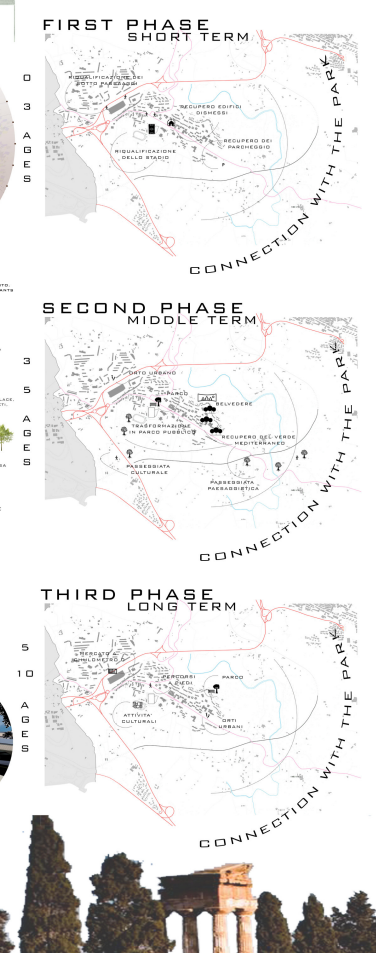 FIRST PHASE
SHORT TERM
0
3
AGES
RIQUALIFICAZIONE DEI
SOTTO PASSAGGI
RECUPERO EDIFICI
DISMESSI
RECUPERO DEI
PARCHEGGIO
RIQUALIFICAZIONE
DELLO STADIO
CONNECTION WITH THE PARK
SECOND PHASE
MIDDLE TERM
3
5
AGES
ORTO URBANO
PARCO
BELVEDERE
TRASFORMAZIONE
IN PARCO PUBBLICO
RECUPERO DEL VERDE
MEDITERRANEO
PASSEGGIATA
CULTURALE
PASSEGGIATA
PAESAGGISTICA
CONNECTION WITH THE PARK
THIRD PHASE
LONG TERM
5
10
AGES
MERCATO A
CHILOMETRO 0
PERCORSI
A PIEDI
PARCO
ATTIVITA'
CULTURALI
ORTI
URBANI
CONNECTION WITH THE PARK